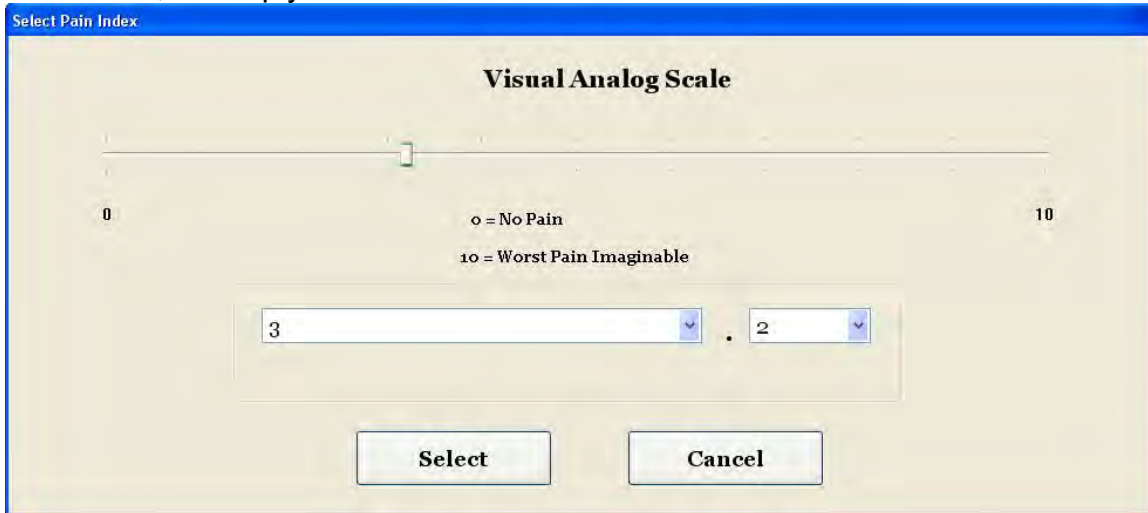 Select Pain Index
Visual Analog Scale
0 10
0 = No Pain
10 = Worst Pain Imaginable
3 . 2
Select Cancel